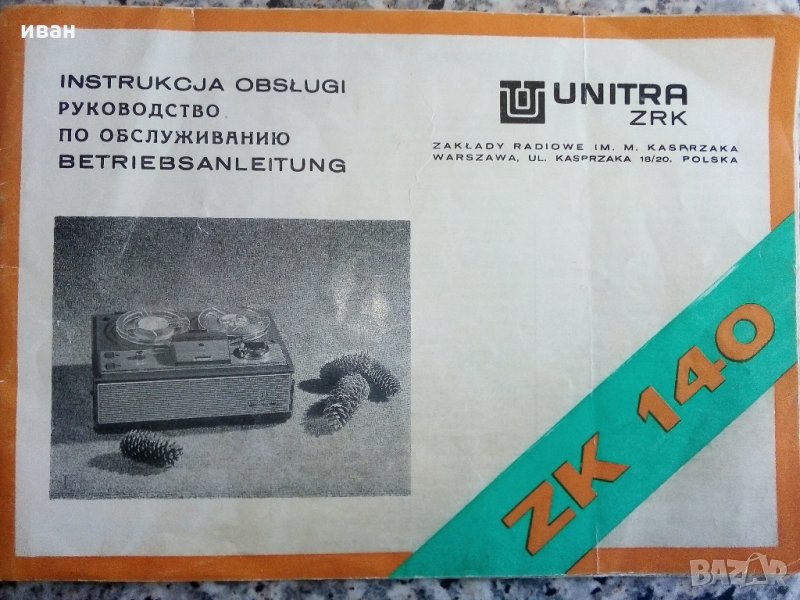 иван
INSTRUKCJA OBSŁUGI
РУКОВОДСТВО
ПО ОБСЛУЖИВАНИЮ
BETRIEBSANLEITUNG
UNITRA
ZRK
ZAKŁADY RADIOWE IM. M. KASPRZAKA
WARSZAWA, UL. KASPRZAKA 18/20. POLSKA
ZK 140
BAZAR